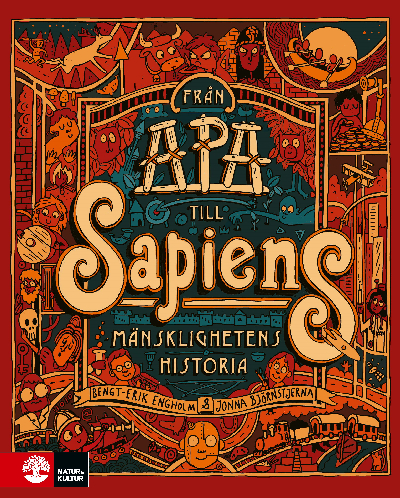 FRÅN
APA
TILL
Sapiens
MÄNSKLIGHETENS
HISTORIA
BENGT-ERIK ENGHOLM & JONNA BJÖRNSTJERNA
NATUR &
KULTUR